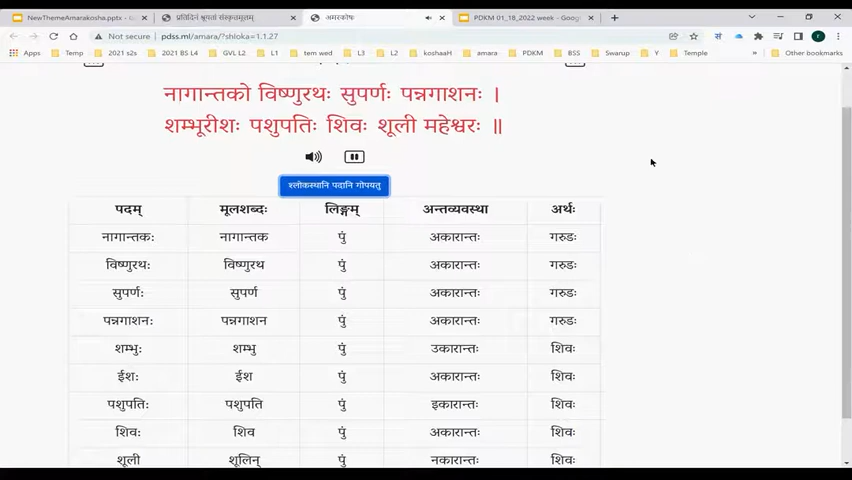 NewThemeAmarakosha.pptx - Goo
प्रतिदिनं श्रूयतां संस्कृतामृतम्
अमरकोषः
PDKM 01_18_2022 week - Google
Not secure | pdss.ml/amara/?shloka=1.1.27
Apps Temp 2021 s2s 2021 BS L4 GVL L2 L1 tem wed L3 L2 koshaaH amara PDKM BSS Swarup Y Temple Other bookmarks
नागान्तको विष्णुरथः सुपर्णः पन्नगाशनः ।
शम्भूरीशः पशुपतिः शिवः शूली महेश्वरः ॥
श्लोकस्थानि पदानि गोपयतु
पदम् मूलशब्दः लिङ्गम् अन्तव्यवस्था अर्थः
नागान्तकः नागान्तक पुं अकारान्तः गरुडः
विष्णुरथः विष्णुरथ पुं अकारान्तः गरुडः
सुपर्णः सुपर्ण पुं अकारान्तः गरुडः
पन्नगाशनः पन्नगाशन पुं अकारान्तः गरुडः
शम्भुः शम्भु पुं उकारान्तः शिवः
ईशः ईश पुं अकारान्तः शिवः
पशुपतिः पशुपति पुं इकारान्तः शिवः
शिवः शिव पुं अकारान्तः शिवः
शूली शूलिन् पुं नकारान्तः शिवः